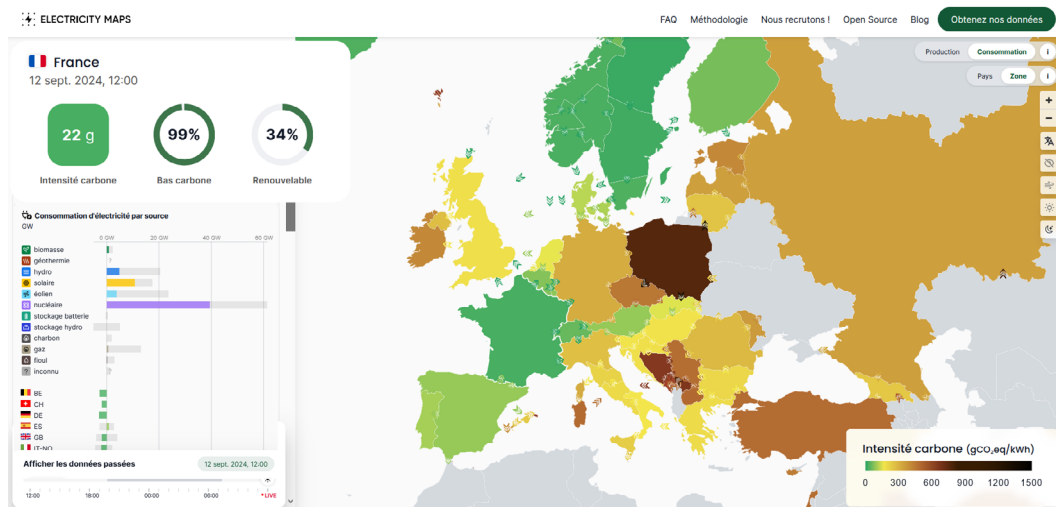 ELECTRICITY MAPS
FAQ
Méthodologie
Nous recrutons !
Open Source
Blog
Obtenez nos données
France
12 sept. 2024, 12:00
22 g
99%
34%
Intensité carbone
Bas carbone
Renouvelable
Production
Consommation
i
Pays
Zone
i
+
−
Consommation d'électricité par source
GW
0 GW
20 GW
40 GW
60 GW
biomasse
géothermie
?
hydro
solaire
éolien
nucléaire
stockage batterie
stockage hydro
charbon
gaz
fioul
inconnu
?
BE
CH
DE
ES
GB
IT-NO
Afficher les données passées
12 sept. 2024, 12:00
12:00
18:00
00:00
06:00
• LIVE
Intensité carbone (gCO₂eq/kWh)
0
300
600
900
1200
1500